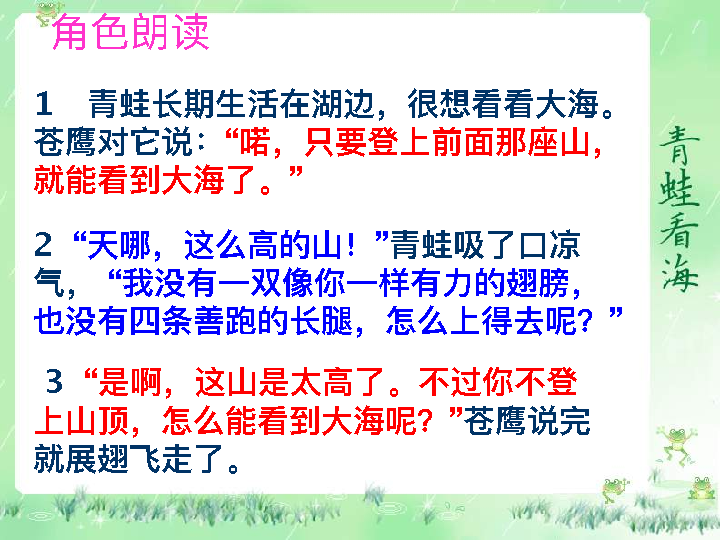 角色朗读
1　青蛙长期生活在湖边，很想看看大海。
苍鹰对它说：“喏，只要登上前面那座山，
就能看到大海了。”
2 “天哪，这么高的山！”青蛙吸了口凉
气，“我没有一双像你一样有力的翅膀，
也没有四条善跑的长腿，怎么上得去呢？”
3 “是啊，这山是太高了。不过你不登
上山顶，怎么能看到大海呢？”苍鹰说完
就展翅飞走了。
青蛙看海